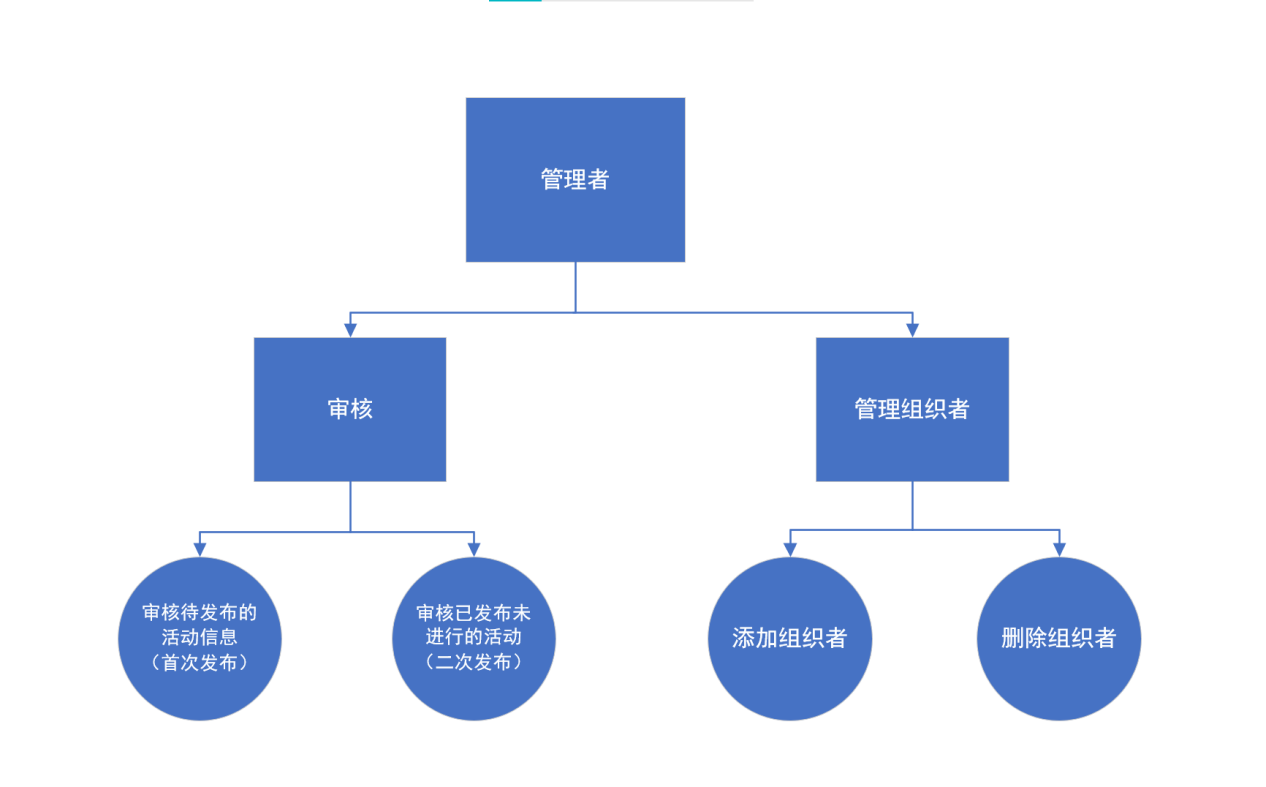 管理者
审核
管理组织者
审核待发布的
活动信息
（首次发布）
审核已发布未
进行的活动
（二次发布）
添加组织者
删除组织者